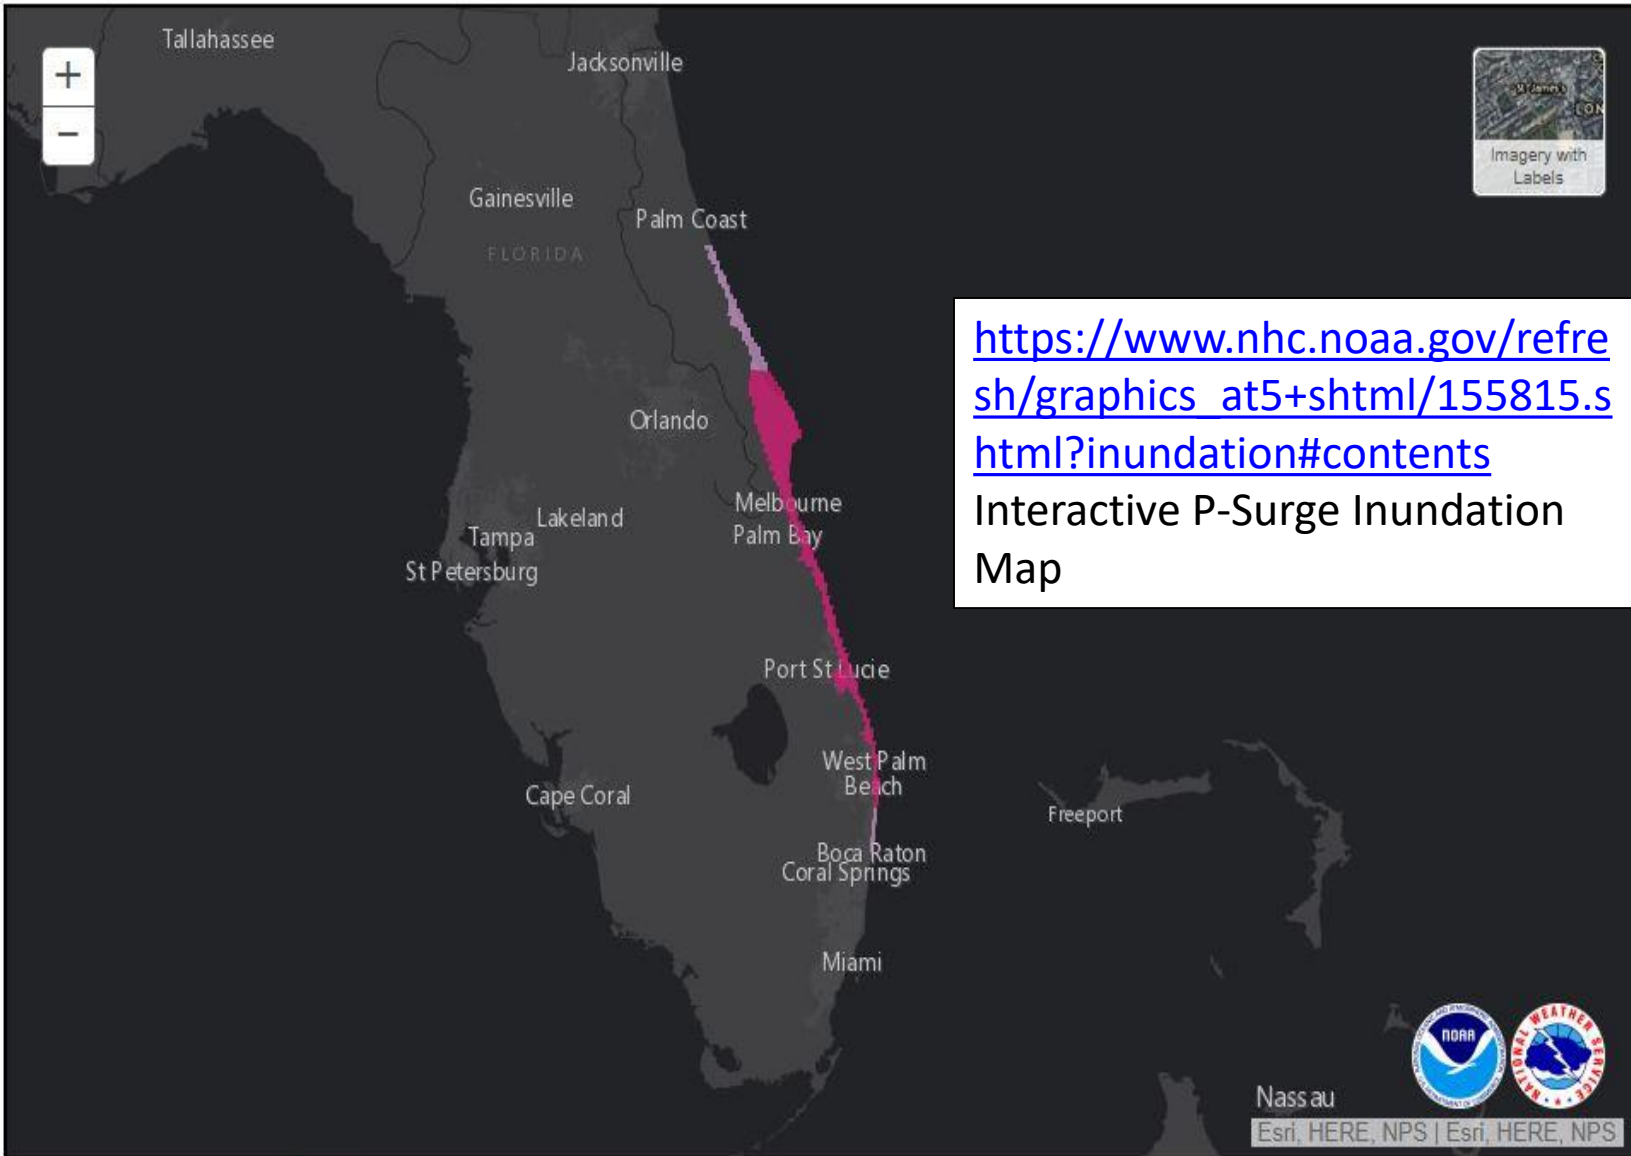 Tallahassee
Jacksonville
+
−
St James's
LON
Imagery with
Labels
Gainesville
Palm Coast
FLORIDA
https://www.nhc.noaa.gov/refre
sh/graphics_at5+shtml/155815.s
html?inundation#contents
Interactive P-Surge Inundation
Map
Orlando
Melbourne
Lakeland
Palm Bay
Tampa
St Petersburg
Port St Lucie
West Palm
Beach
Cape Coral
Freeport
Boca Raton
Coral Springs
Miami
NOAA
NATIONAL WEATHER SERVICE
Nassau
Esri, HERE, NPS | Esri, HERE, NPS